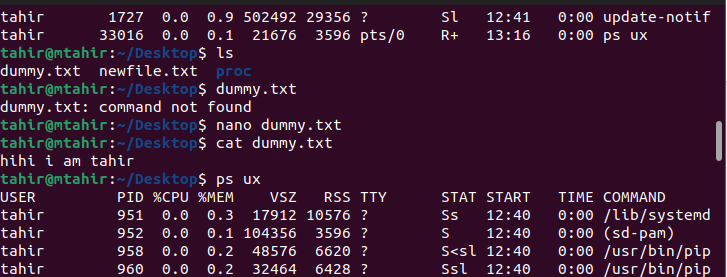 tahir 1727 0.0 0.9 502492 29356 ? Sl 12:41 0:00 update-notif
tahir 33016 0.0 0.1 21676 3596 pts/0 R+ 13:16 0:00 ps ux
tahir@mtahir:~/Desktop$ ls
dummy.txt newfile.txt proc
tahir@mtahir:~/Desktop$ dummy.txt
dummy.txt: command not found
tahir@mtahir:~/Desktop$ nano dummy.txt
tahir@mtahir:~/Desktop$ cat dummy.txt
hihi i am tahir
tahir@mtahir:~/Desktop$ ps ux
USER PID %CPU %MEM VSZ RSS TTY STAT START TIME COMMAND
tahir 951 0.0 0.3 17912 10576 ? Ss 12:40 0:00 /lib/systemd
tahir 952 0.0 0.1 104356 3596 ? S 12:40 0:00 (sd-pam)
tahir 958 0.0 0.2 48576 6620 ? S<sl 12:40 0:00 /usr/bin/pip
tahir 960 0.0 0.2 32464 6428 ? Ssl 12:40 0:00 /usr/bin/pip